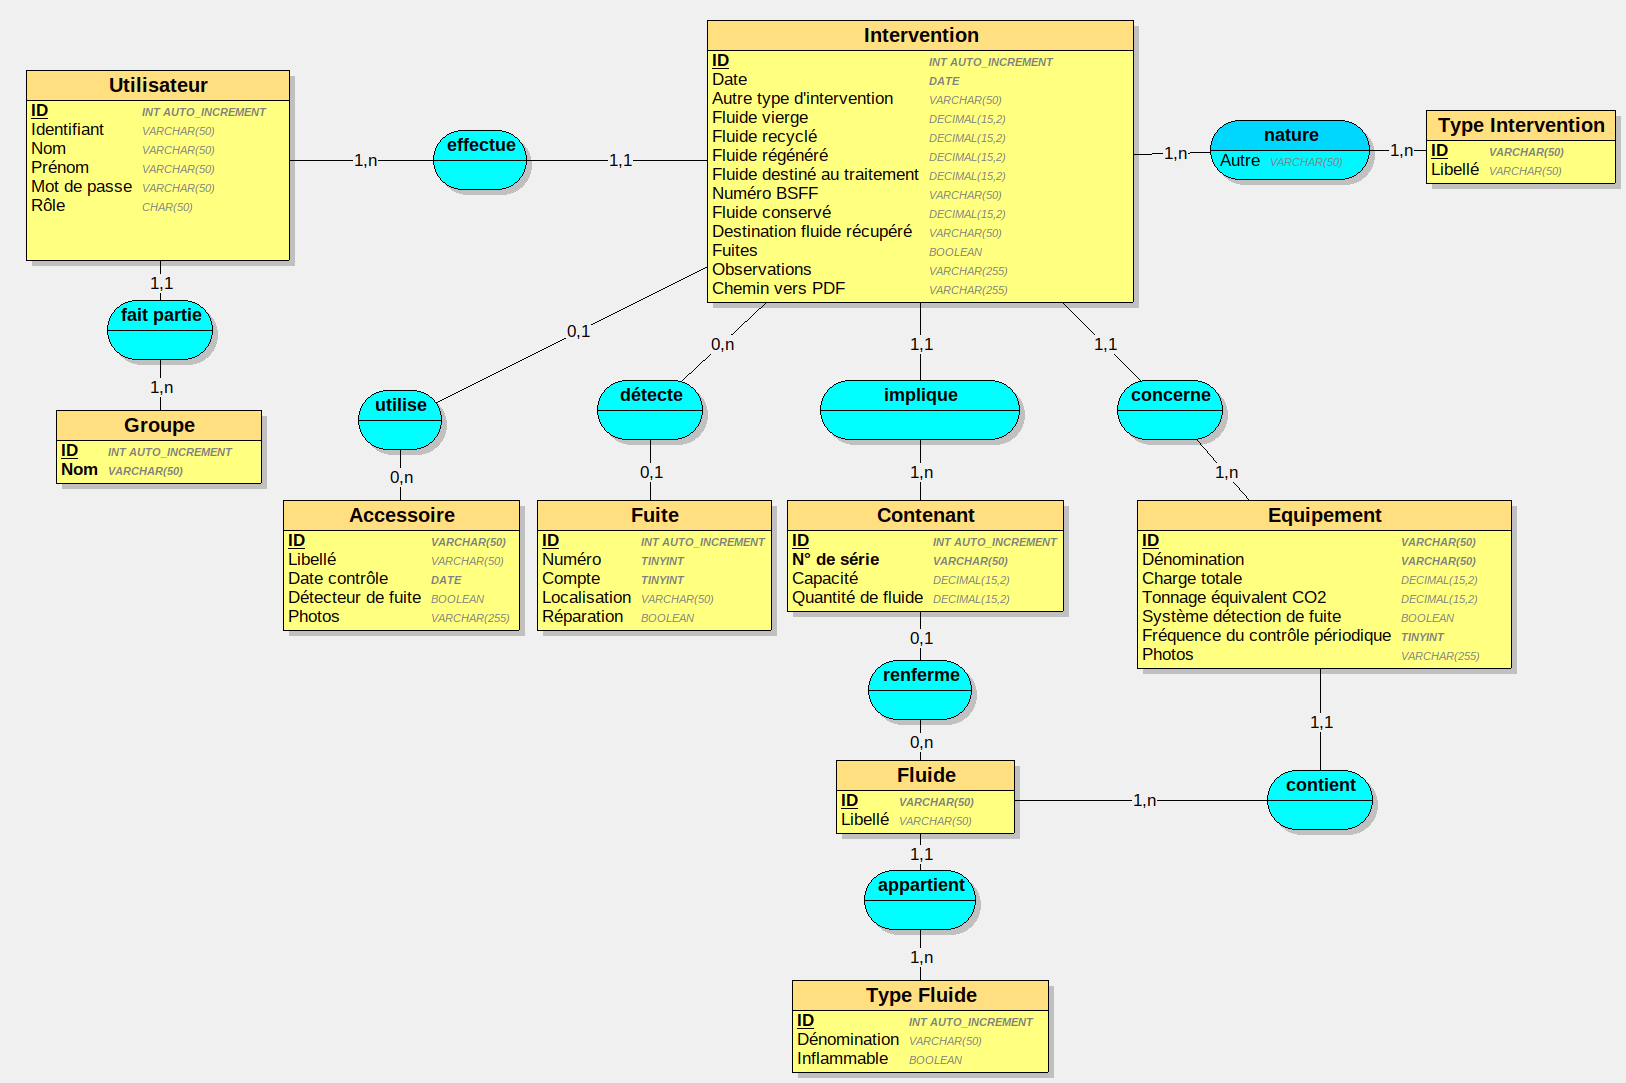 Intervention
ID INT AUTO_INCREMENT
Date DATE
Autre type d'intervention VARCHAR(50)
Fluide vierge DECIMAL(15,2)
Fluide recyclé DECIMAL(15,2)
Fluide régénéré DECIMAL(15,2)
Fluide destiné au traitement DECIMAL(15,2)
Numéro BSFF VARCHAR(50)
Fluide conservé DECIMAL(15,2)
Destination fluide récupéré VARCHAR(50)
Fuites BOOLEAN
Observations VARCHAR(255)
Chemin vers PDF VARCHAR(255)
Utilisateur
ID INT AUTO_INCREMENT
Identifiant VARCHAR(50)
Nom VARCHAR(50)
Prénom VARCHAR(50)
Mot de passe VARCHAR(50)
Rôle CHAR(50)
1,n
effectue
1,1
1,n
nature
Autre VARCHAR(50)
1,n
Type Intervention
ID VARCHAR(50)
Libellé VARCHAR(50)
1,1
fait partie
1,n
Groupe
ID INT AUTO_INCREMENT
Nom VARCHAR(50)
0,1
utilise
0,n
0,n
détecte
0,1
1,1
implique
1,n
1,1
concerne
1,n
Accessoire
ID VARCHAR(50)
Libellé VARCHAR(50)
Date contrôle DATE
Détecteur de fuite BOOLEAN
Photos VARCHAR(255)
Fuite
ID INT AUTO_INCREMENT
Numéro TINYINT
Compte TINYINT
Localisation VARCHAR(50)
Réparation BOOLEAN
Contenant
ID INT AUTO_INCREMENT
N° de série VARCHAR(50)
Capacité DECIMAL(15,2)
Quantité de fluide DECIMAL(15,2)
Equipement
ID VARCHAR(50)
Dénomination VARCHAR(50)
Charge totale DECIMAL(15,2)
Tonnage équivalent CO2 DECIMAL(15,2)
Système détection de fuite BOOLEAN
Fréquence du contrôle périodique TINYINT
Photos VARCHAR(255)
0,1
renferme
0,n
1,1
contient
1,n
Fluide
ID VARCHAR(50)
Libellé VARCHAR(50)
1,1
appartient
1,n
Type Fluide
ID INT AUTO_INCREMENT
Dénomination VARCHAR(50)
Inflammable BOOLEAN